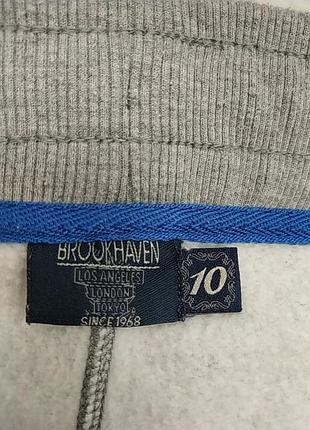 BROOKHAVEN
LOS ANGELES
LONDON
TOKYO
SINCE 1968
10